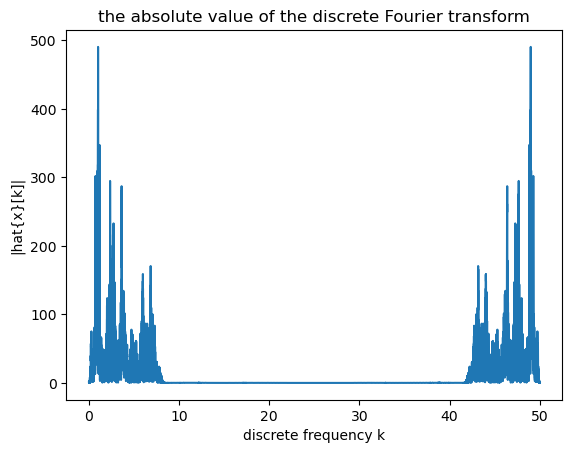 the absolute value of the discrete Fourier transform
500
400
300
200
100
0
|hat{x}[k]|
0 10 20 30 40 50
discrete frequency k